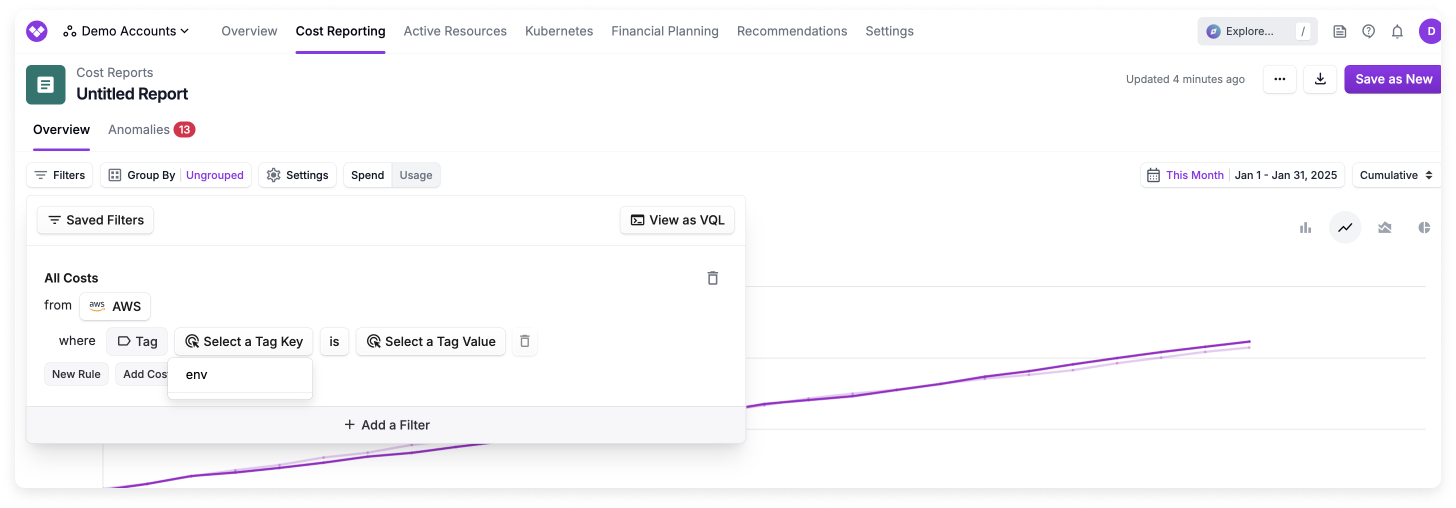 Demo Accounts Overview Cost Reporting Active Resources Kubernetes Financial Planning Recommendations Settings Explore... / D
Cost Reports
Untitled Report
Updated 4 minutes ago ··· Save as New
Overview Anomalies 13
Filters Group By Ungrouped Settings Spend Usage This Month Jan 1 - Jan 31, 2025 Cumulative
Saved Filters View as VQL
All Costs
from aws AWS
where Tag Select a Tag Key is Select a Tag Value
New Rule Add Cos
env
+ Add a Filter